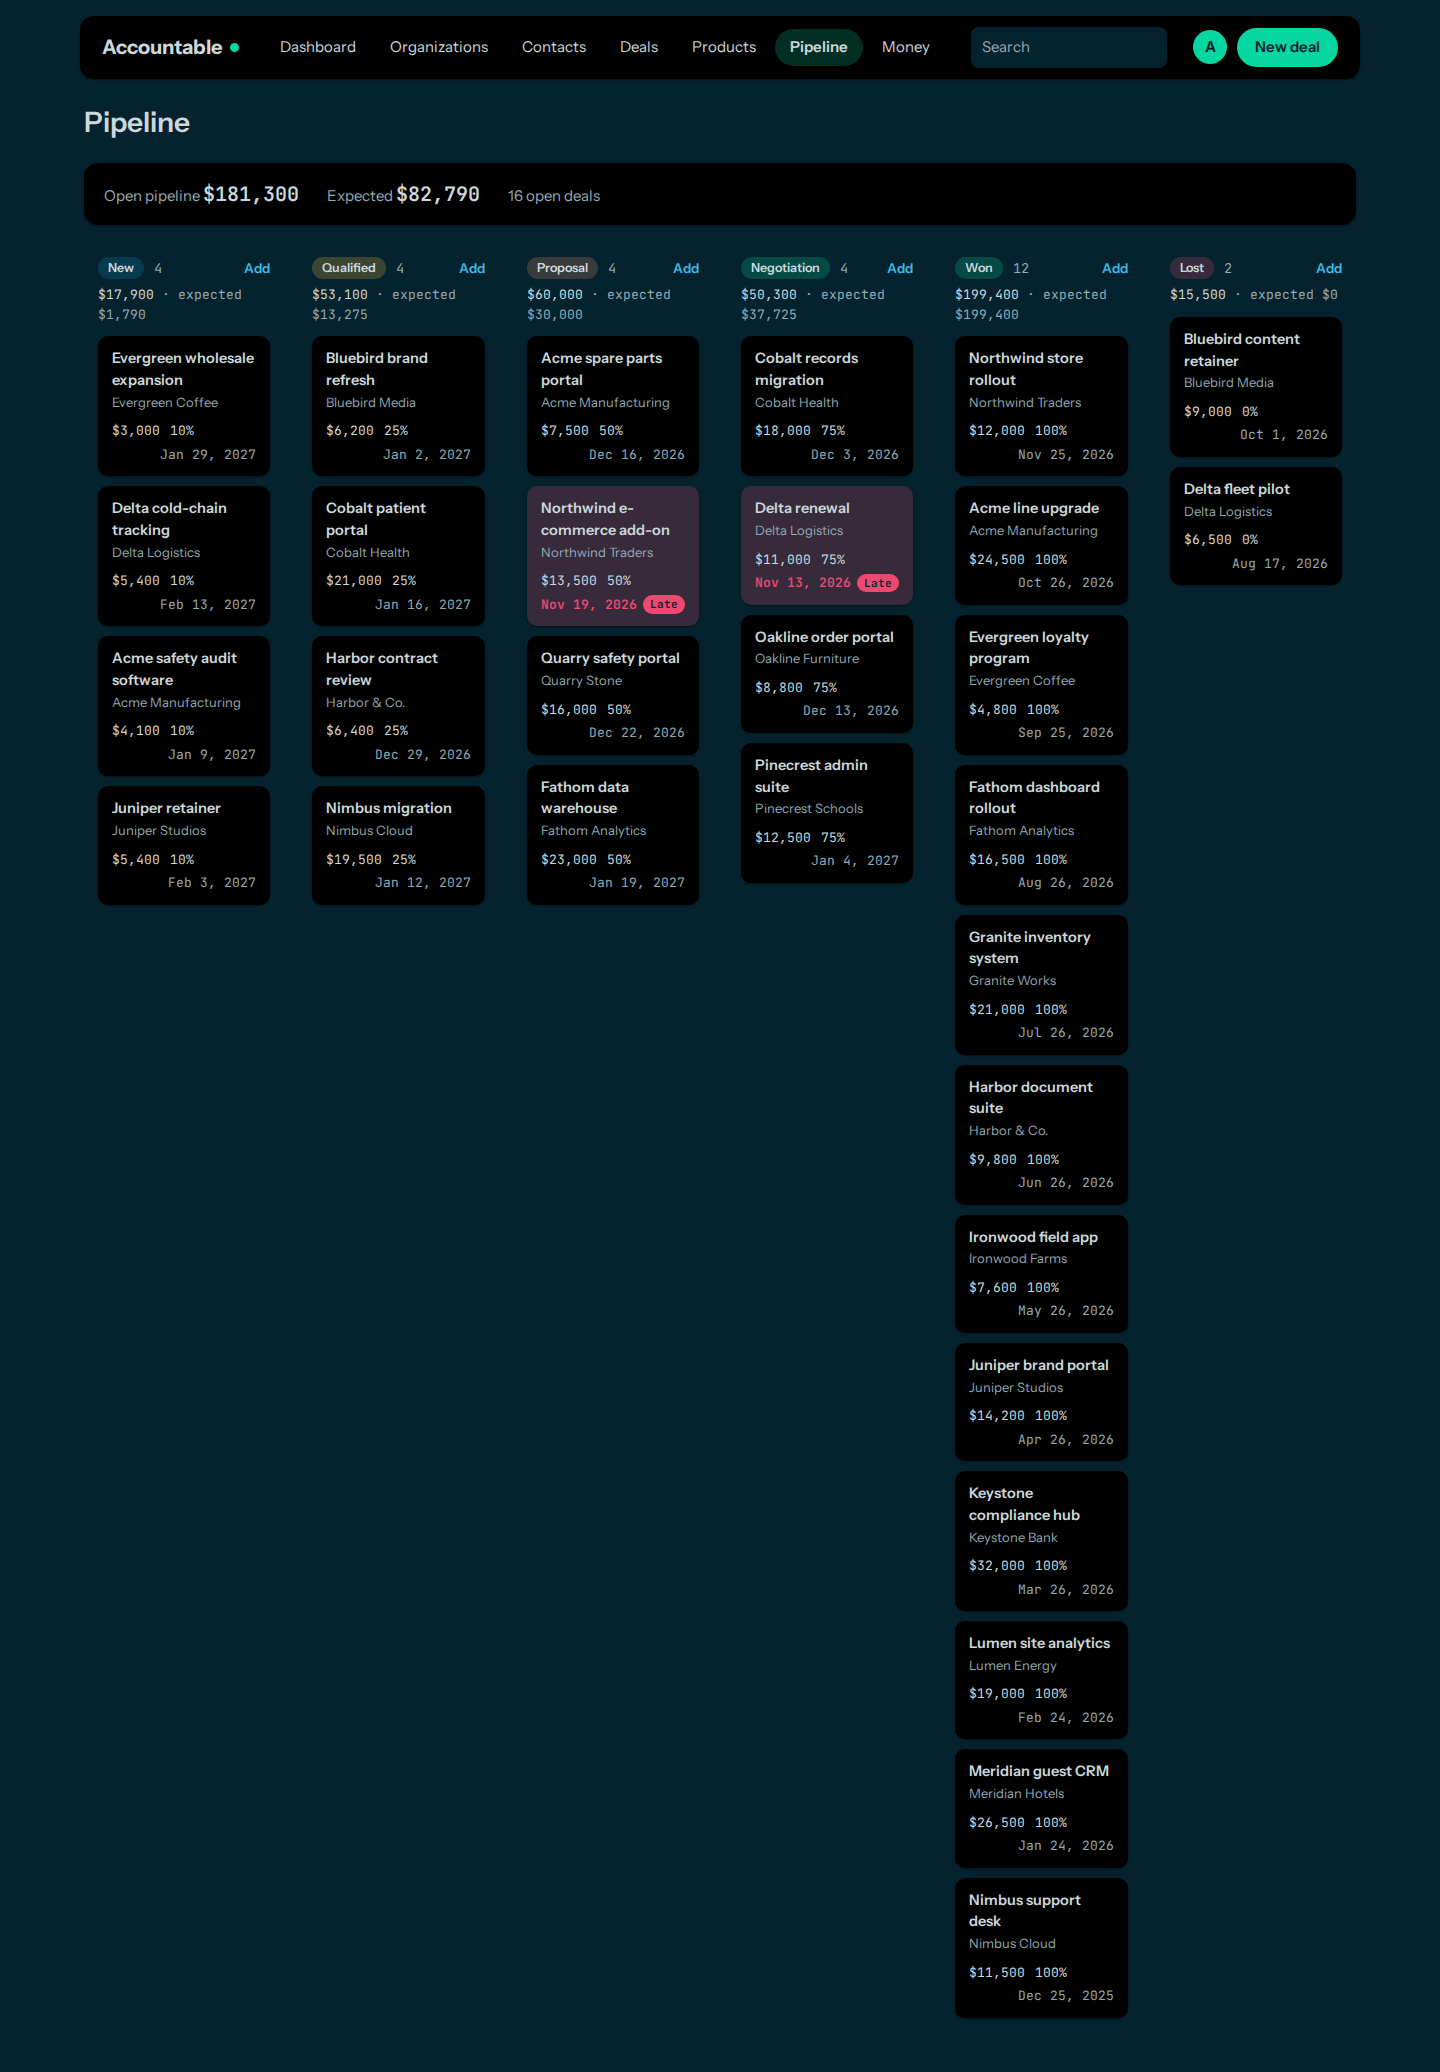 Accountable
Dashboard
Organizations
Contacts
Deals
Products
Pipeline
Money
Search
A
New deal
Pipeline
Open pipeline $181,300
Expected $82,790
16 open deals
New 4 Add
$17,900 · expected
$1,790
Evergreen wholesale
expansion
Evergreen Coffee
$3,000 10%
Jan 29, 2027
Delta cold-chain
tracking
Delta Logistics
$5,400 10%
Feb 13, 2027
Acme safety audit
software
Acme Manufacturing
$4,100 10%
Jan 9, 2027
Juniper retainer
Juniper Studios
$5,400 10%
Feb 3, 2027
Qualified 4 Add
$53,100 · expected
$13,275
Bluebird brand
refresh
Bluebird Media
$6,200 25%
Jan 2, 2027
Cobalt patient
portal
Cobalt Health
$21,000 25%
Jan 16, 2027
Harbor contract
review
Harbor & Co.
$6,400 25%
Dec 29, 2026
Nimbus migration
Nimbus Cloud
$19,500 25%
Jan 12, 2027
Proposal 4 Add
$60,000 · expected
$30,000
Acme spare parts
portal
Acme Manufacturing
$7,500 50%
Dec 16, 2026
Northwind e-
commerce add-on
Northwind Traders
$13,500 50%
Nov 19, 2026 Late
Quarry safety portal
Quarry Stone
$16,000 50%
Dec 22, 2026
Fathom data
warehouse
Fathom Analytics
$23,000 50%
Jan 19, 2027
Negotiation 4 Add
$50,300 · expected
$37,725
Cobalt records
migration
Cobalt Health
$18,000 75%
Dec 3, 2026
Delta renewal
Delta Logistics
$11,000 75%
Nov 13, 2026 Late
Oakline order portal
Oakline Furniture
$8,800 75%
Dec 13, 2026
Pinecrest admin
suite
Pinecrest Schools
$12,500 75%
Jan 4, 2027
Won 12 Add
$199,400 · expected
$199,400
Northwind store
rollout
Northwind Traders
$12,000 100%
Nov 25, 2026
Acme line upgrade
Acme Manufacturing
$24,500 100%
Oct 26, 2026
Evergreen loyalty
program
Evergreen Coffee
$4,800 100%
Sep 25, 2026
Fathom dashboard
rollout
Fathom Analytics
$16,500 100%
Aug 26, 2026
Granite inventory
system
Granite Works
$21,000 100%
Jul 26, 2026
Harbor document
suite
Harbor & Co.
$9,800 100%
Jun 26, 2026
Ironwood field app
Ironwood Farms
$7,600 100%
May 26, 2026
Juniper brand portal
Juniper Studios
$14,200 100%
Apr 26, 2026
Keystone
compliance hub
Keystone Bank
$32,000 100%
Mar 26, 2026
Lumen site analytics
Lumen Energy
$19,000 100%
Feb 24, 2026
Meridian guest CRM
Meridian Hotels
$26,500 100%
Jan 24, 2026
Nimbus support
desk
Nimbus Cloud
$11,500 100%
Dec 25, 2025
Lost 2 Add
$15,500 · expected $0
Bluebird content
retainer
Bluebird Media
$9,000 0%
Oct 1, 2026
Delta fleet pilot
Delta Logistics
$6,500 0%
Aug 17, 2026